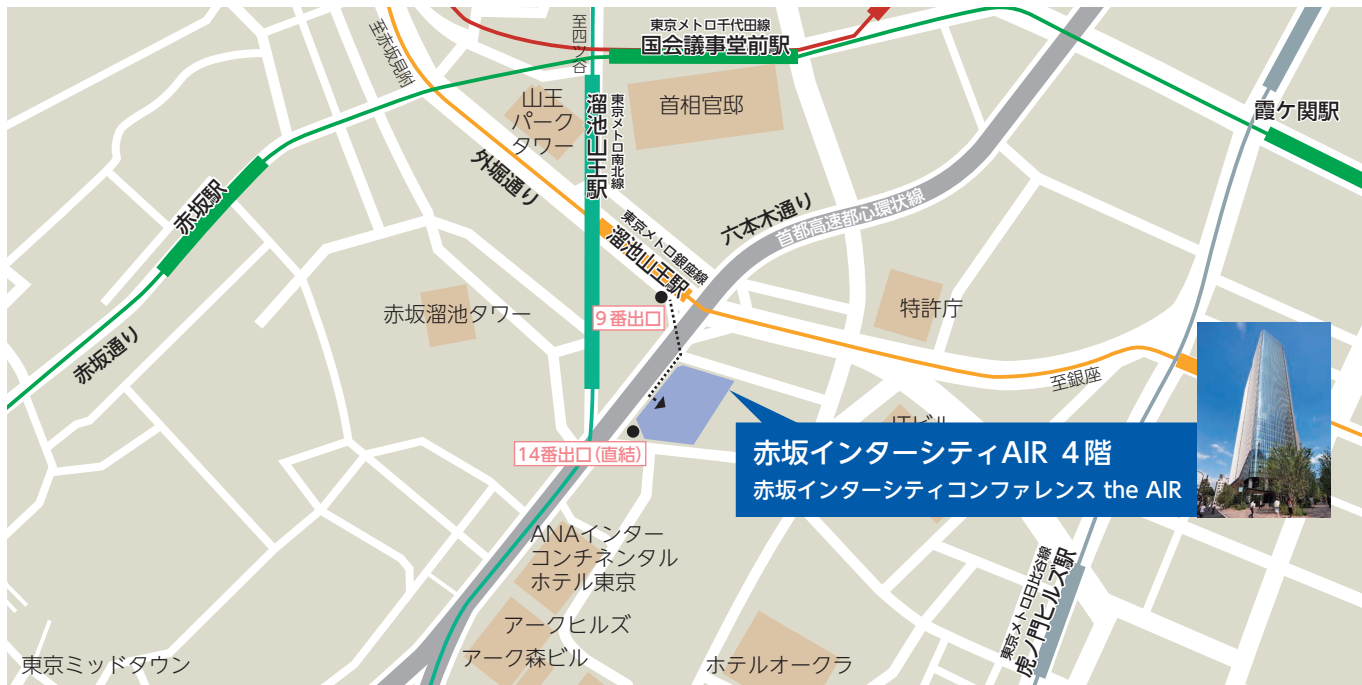 東京メトロ千代田線
国会議事堂前駅
至赤坂見附
至四ツ谷
山王
パーク
タワー
東京メトロ南北線
溜池山王駅
首相官邸
霞ケ関駅
外堀通り
赤坂駅
六本木通り
首都高速都心環状線
東京メトロ銀座線
溜池山王駅
9番出口
赤坂溜池タワー
特許庁
赤坂通り
至銀座
14番出口(直結)
赤坂インターシティAIR 4階
赤坂インターシティコンファレンス the AIR
ANAインター
コンチネンタル
ホテル東京
東京メトロ日比谷線
虎ノ門ヒルズ駅
アークヒルズ
アーク森ビル
ホテルオークラ
東京ミッドタウン